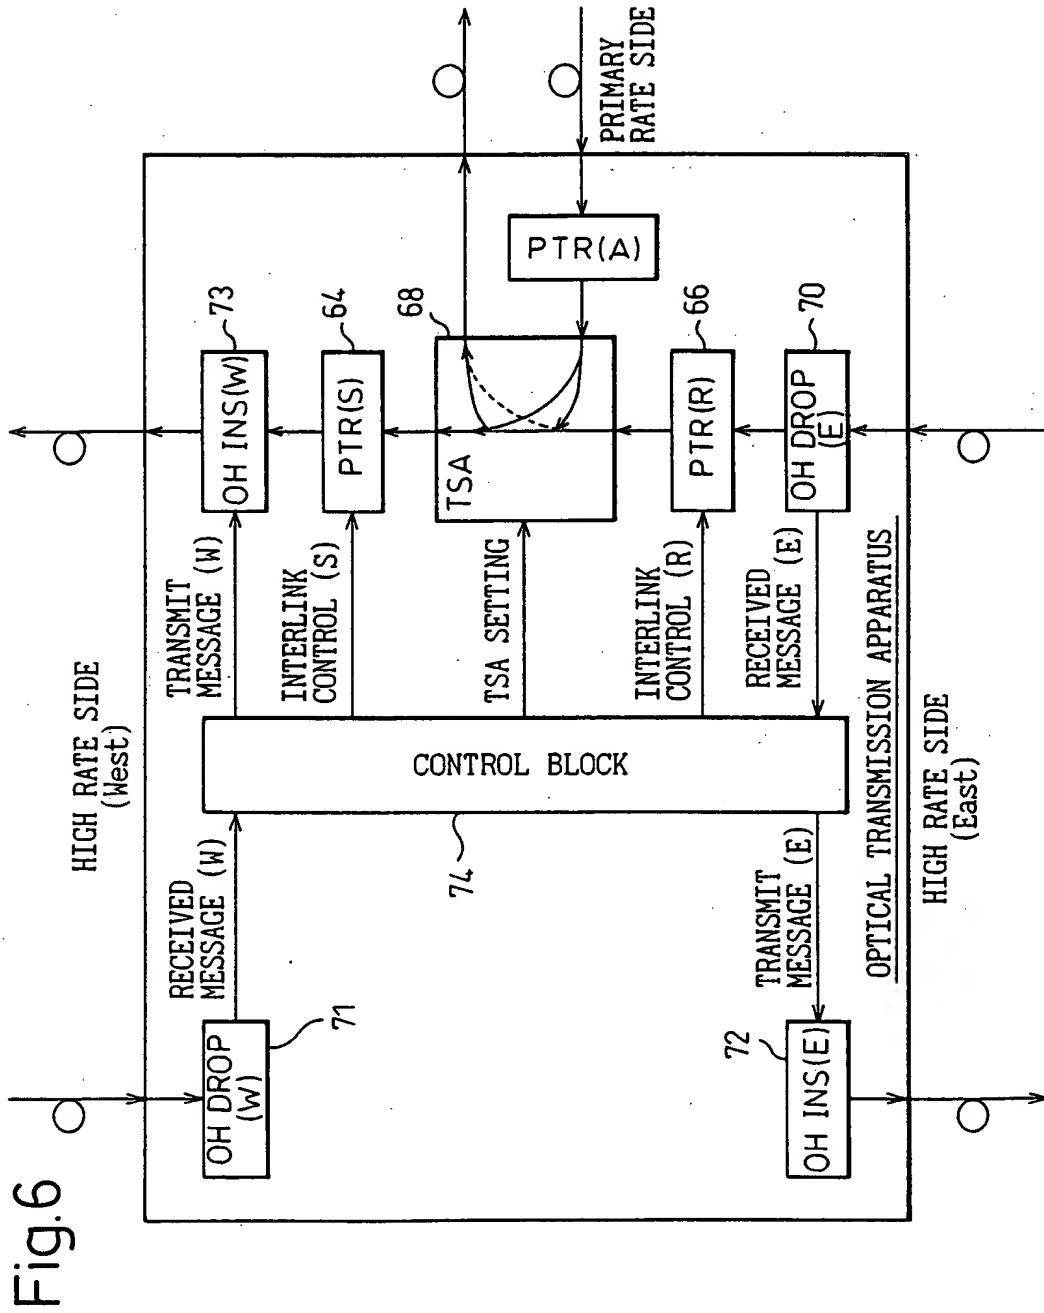 Fig.6
HIGH RATE SIDE
(West)
OH DROP
(W)
71
RECEIVED
MESSAGE (W)
TRANSMIT
MESSAGE (W)
OH INS(W)
73
INTERLINK
CONTROL (S)
PTR(S)
64
CONTROL BLOCK
74
TSA SETTING
TSA
68
PTR(A)
PRIMARY
RATE SIDE
INTERLINK
CONTROL (R)
PTR(R)
66
OH INS(E)
72
TRANSMIT
MESSAGE (E)
RECEIVED
MESSAGE (E)
OH DROP
(E)
70
OPTICAL TRANSMISSION APPARATUS
HIGH RATE SIDE
(East)